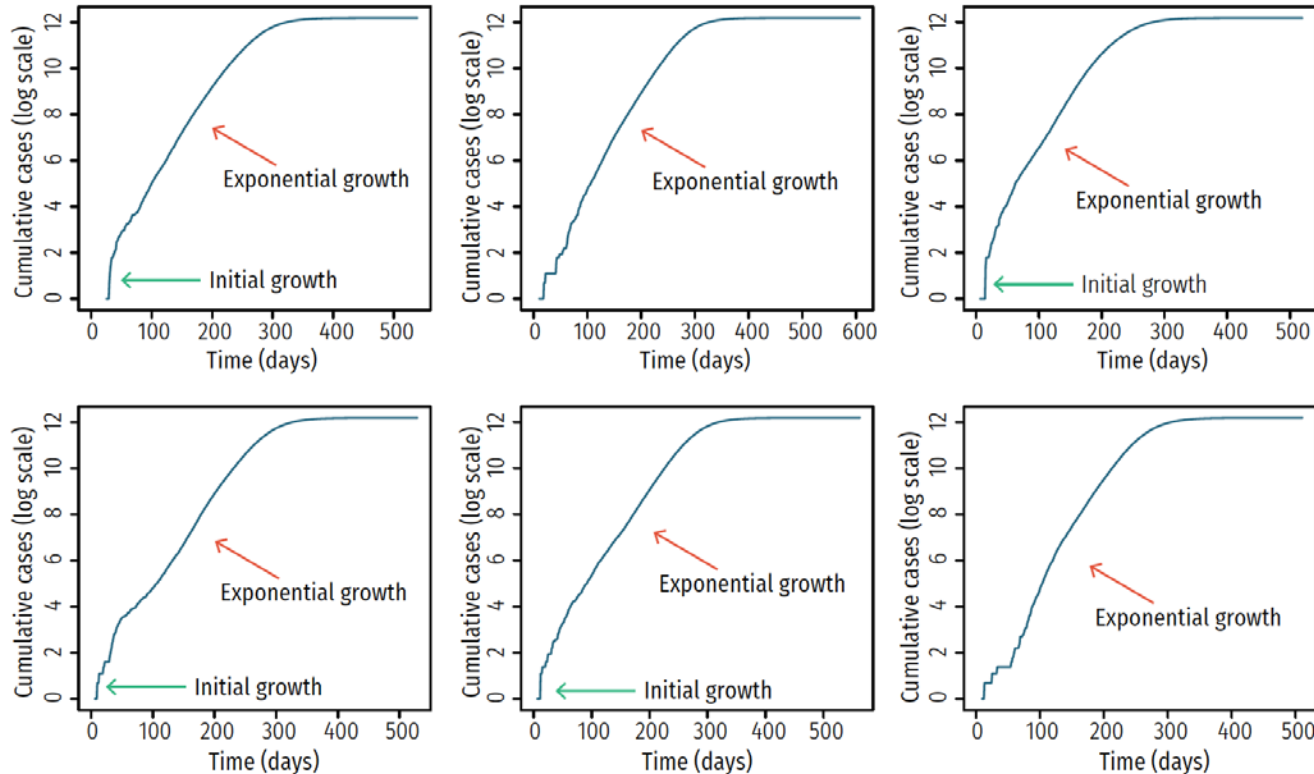 Cumulative cases (log scale)
12
10
8
6
4
2
0
Exponential growth
Initial growth
0 100 200 300 400 500
Time (days)
Cumulative cases (log scale)
12
10
8
6
4
2
0
Exponential growth
0 100 200 300 400 500 600
Time (days)
Cumulative cases (log scale)
12
10
8
6
4
2
0
Exponential growth
Initial growth
0 100 200 300 400 500
Time (days)
Cumulative cases (log scale)
12
10
8
6
4
2
0
Exponential growth
Initial growth
0 100 200 300 400 500
Time (days)
Cumulative cases (log scale)
12
10
8
6
4
2
0
Exponential growth
Initial growth
0 100 200 300 400 500
Time (days)
Cumulative cases (log scale)
12
10
8
6
4
2
0
Exponential growth
0 100 200 300 400 500
Time (days)